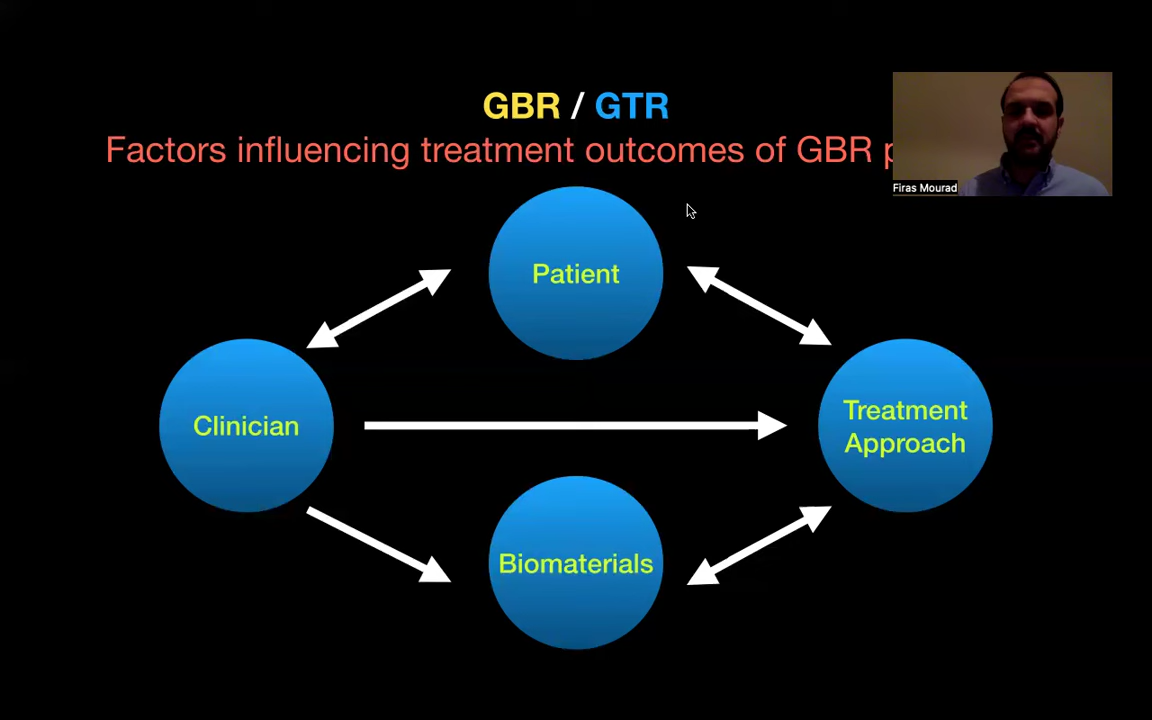 GBR / GTR
Factors influencing treatment outcomes of GBR
Firas Mourad
Patient
Clinician
Treatment
Approach
Biomaterials